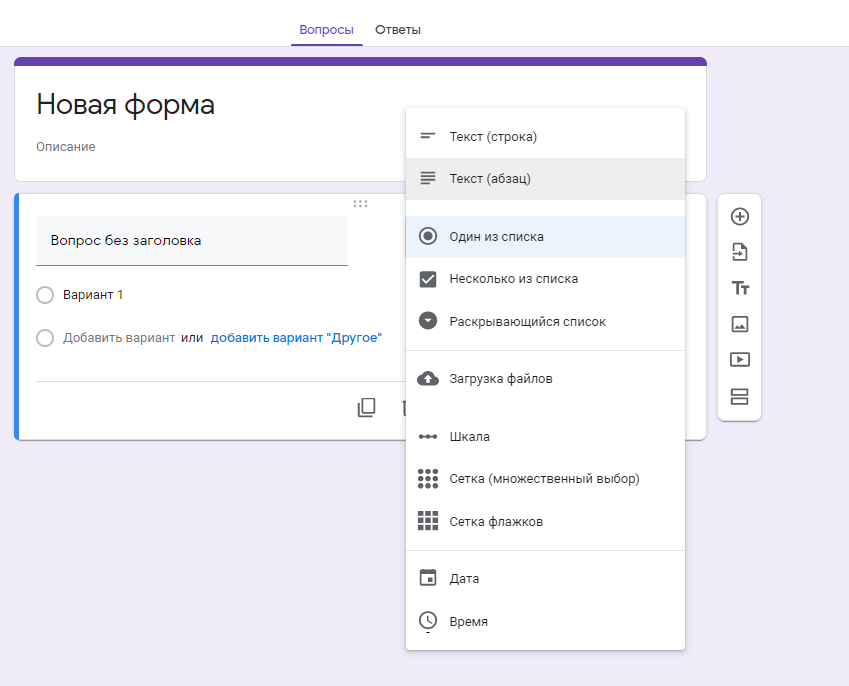 Вопросы Ответы
Новая форма
Описание
Вопрос без заголовка
Вариант 1
Добавить вариант или добавить вариант "Другое"
Текст (строка)
Текст (абзац)
Один из списка
Несколько из списка
Раскрывающийся список
Загрузка файлов
Шкала
Сетка (множественный выбор)
Сетка флажков
Дата
Время